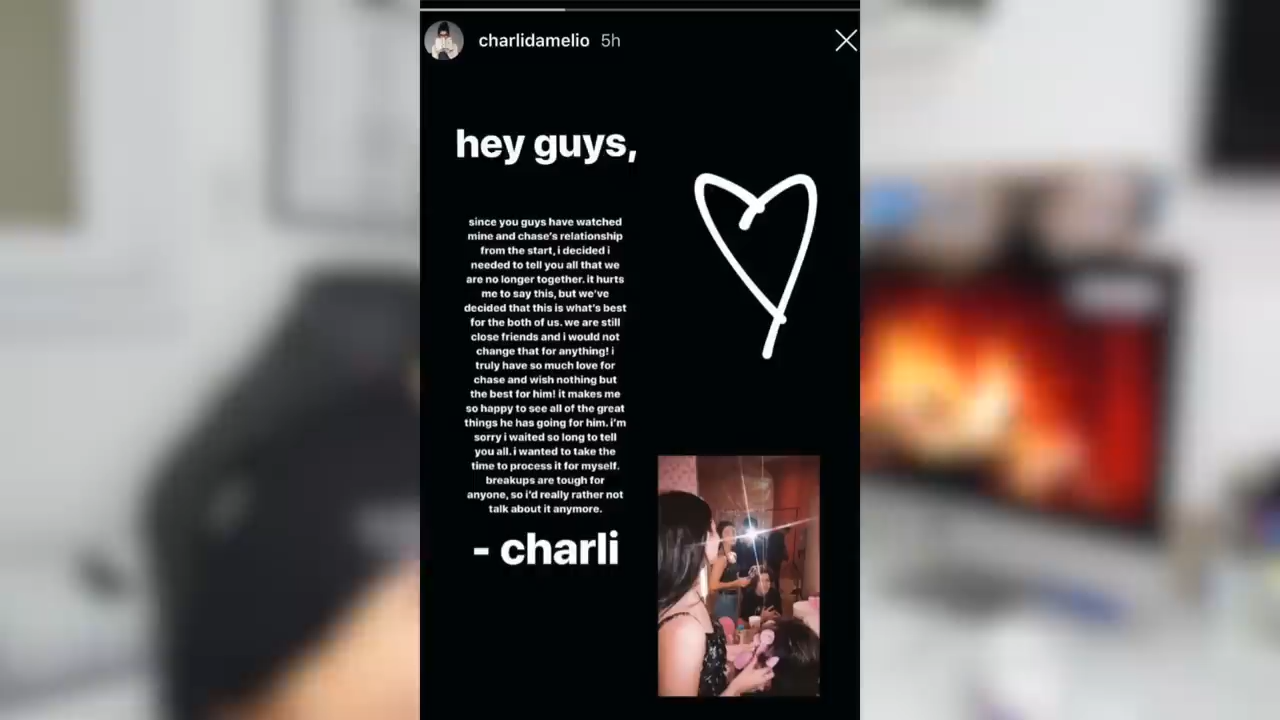 charlidamelio 5h
hey guys,
since you guys have watched
mine and chase's relationship
from the start, i decided i
needed to tell you all that we
are no longer together. it hurts
me to say this, but we've
decided that this is what's best
for the both of us. we are still
close friends and i would not
change that for anything! i
truly have so much love for
chase and wish nothing but
the best for him! it makes me
so happy to see all of the great
things he has going for him. i'm
sorry i waited so long to tell
you all. i wanted to take the
time to process it for myself.
breakups are tough for
anyone, so i'd really rather not
talk about it anymore.
- charli